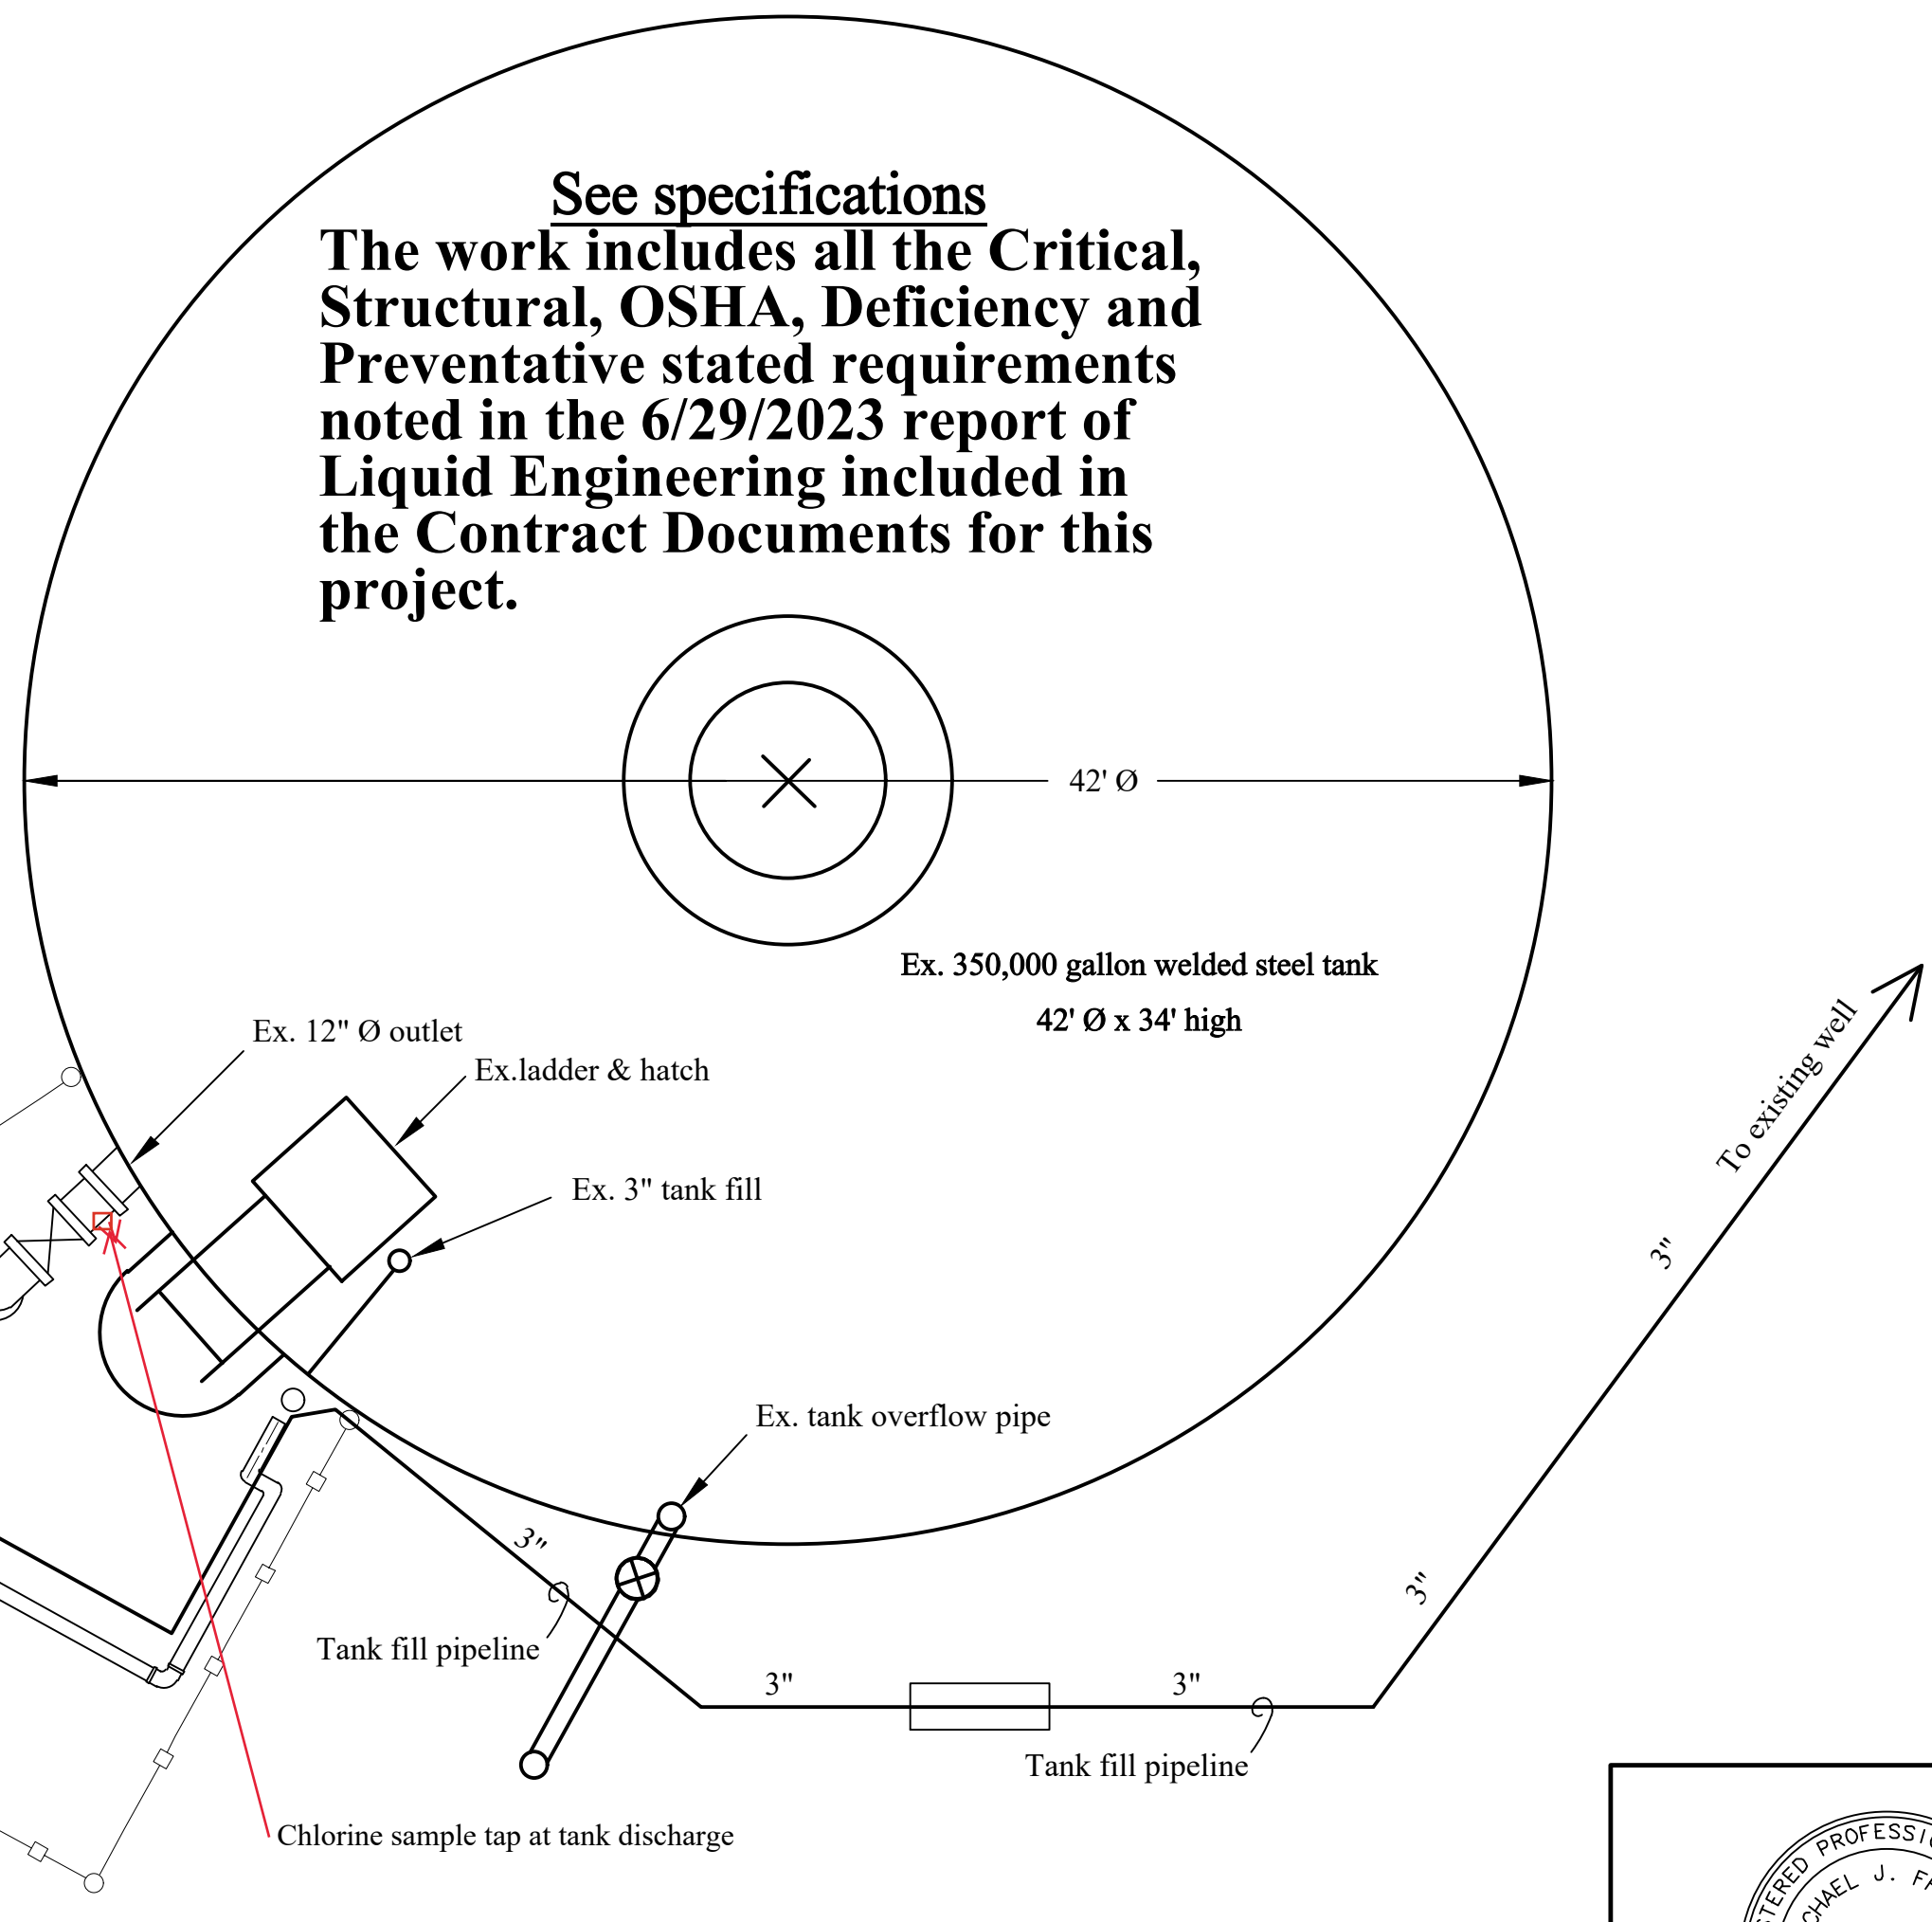 See specifications
The work includes all the Critical,
Structural, OSHA, Deficiency and
Preventative stated requirements
noted in the 6/29/2023 report of
Liquid Engineering included in
the Contract Documents for this
project.
42' Ø
Ex. 350,000 gallon welded steel tank
42' Ø x 34' high
Ex. 12" Ø outlet
Ex.ladder & hatch
Ex. 3" tank fill
To existing well
3"
3"
Ex. tank overflow pipe
3"
Tank fill pipeline
3"
3"
Tank fill pipeline
Chlorine sample tap at tank discharge
J.